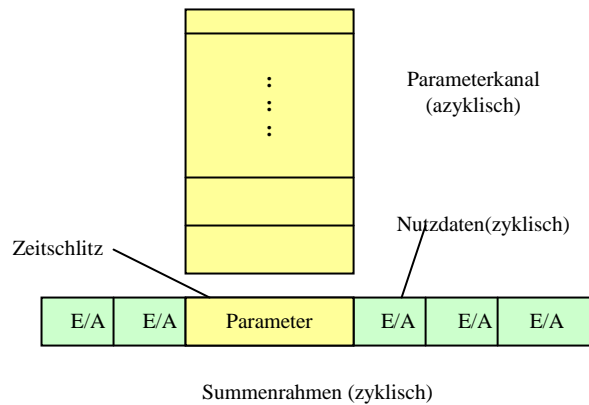 Parameterkanal
(azyklisch)
Nutzdaten(zyklisch)
Zeitschlitz
E/A E/A Parameter E/A E/A E/A
Summenrahmen (zyklisch)